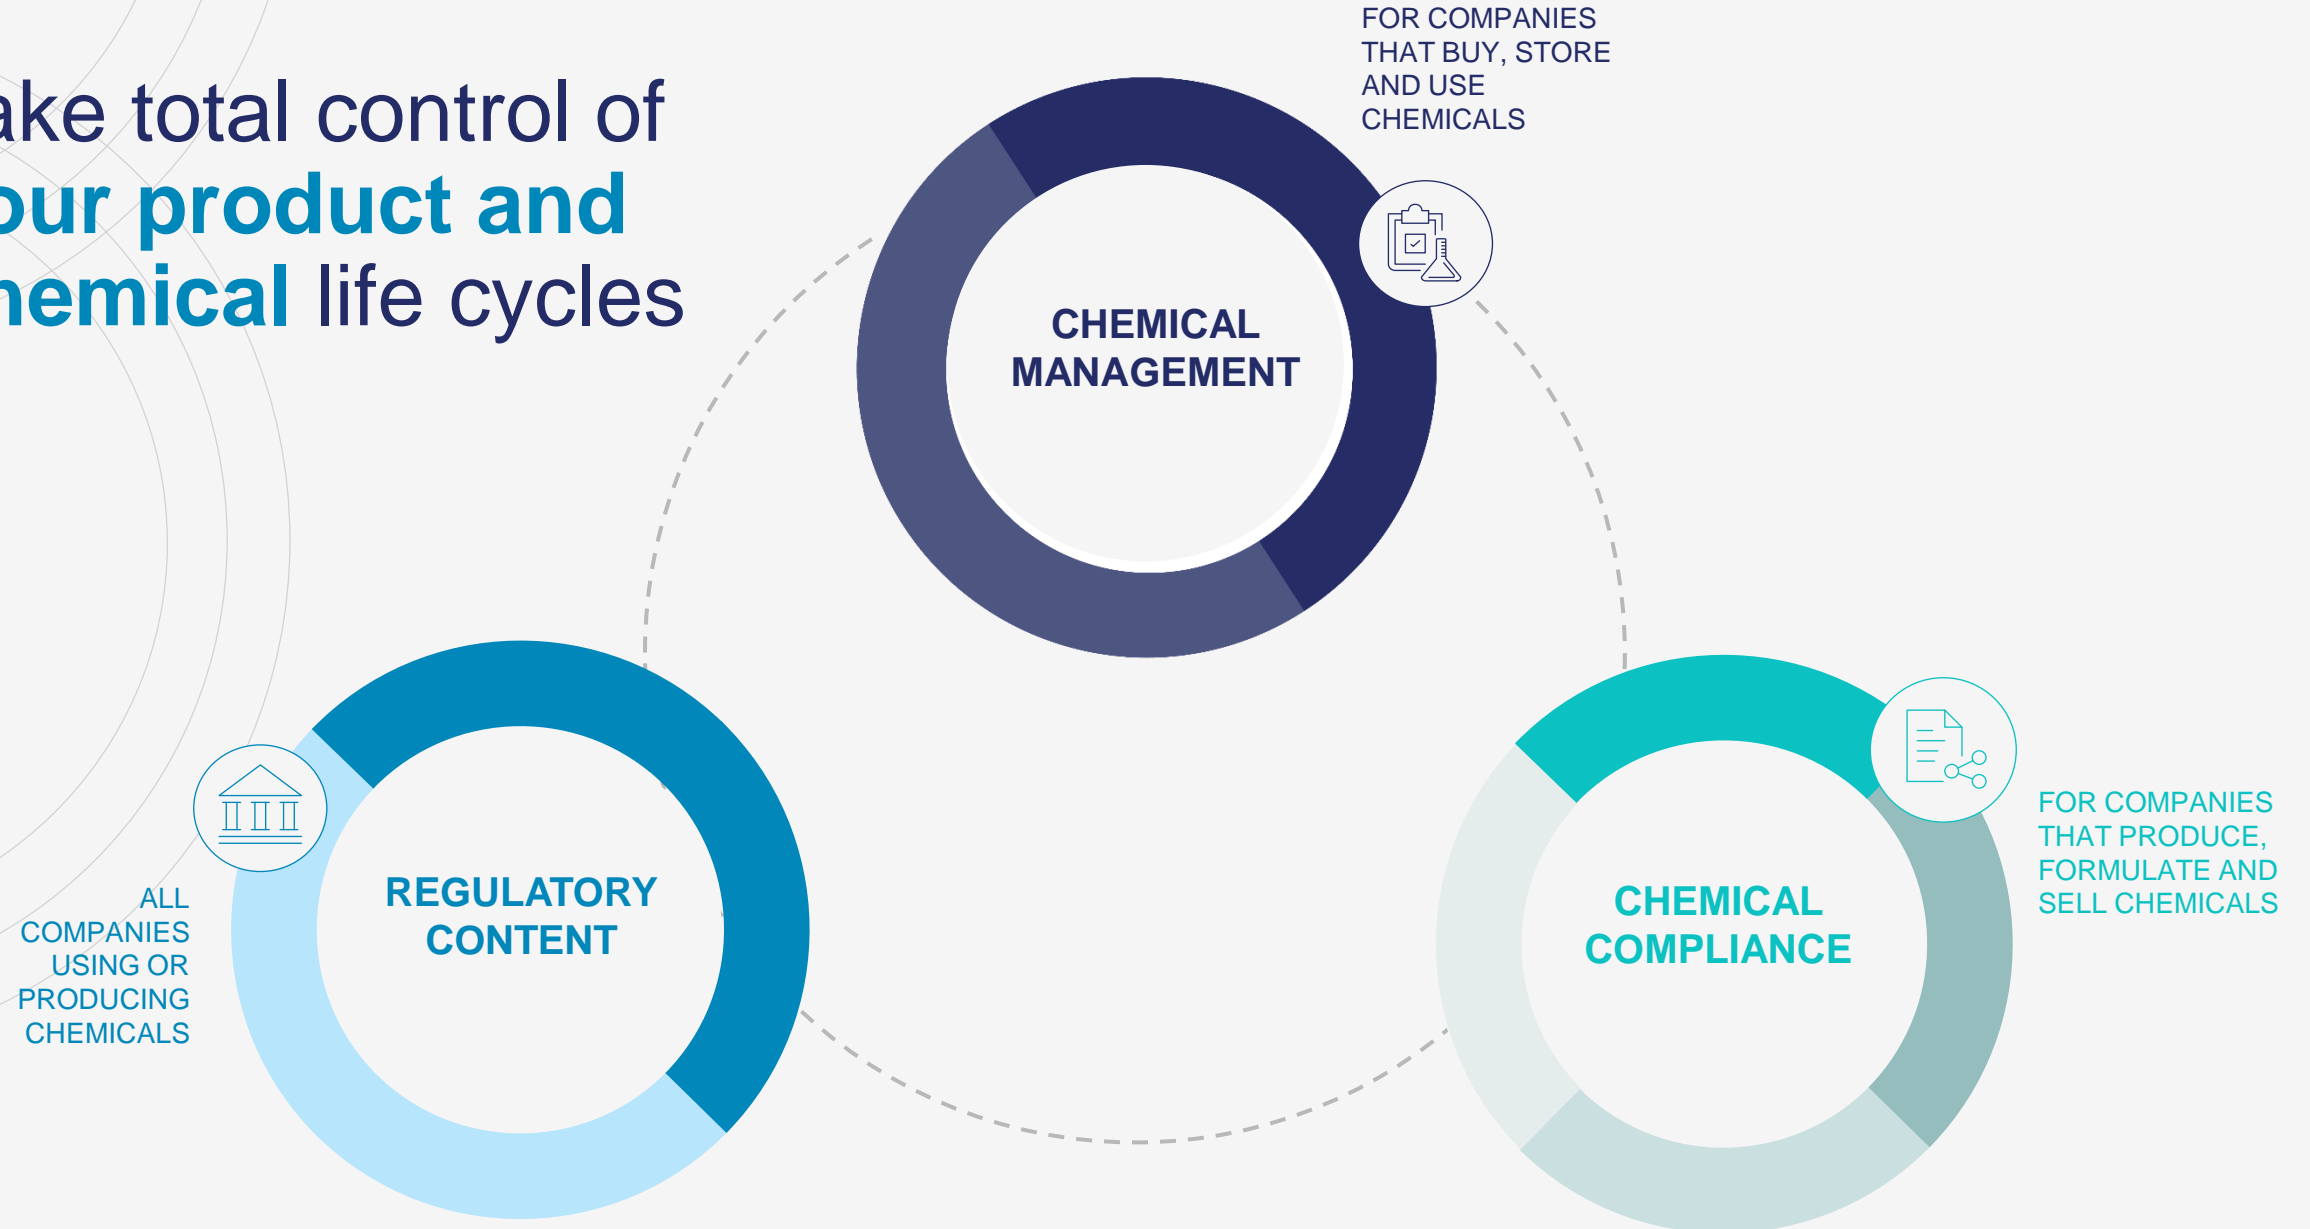 ake total control of
our product and
hemical life cycles
FOR COMPANIES
THAT BUY, STORE
AND USE
CHEMICALS
CHEMICAL
MANAGEMENT
REGULATORY
CONTENT
ALL
COMPANIES
USING OR
PRODUCING
CHEMICALS
CHEMICAL
COMPLIANCE
FOR COMPANIES
THAT PRODUCE,
FORMULATE AND
SELL CHEMICALS